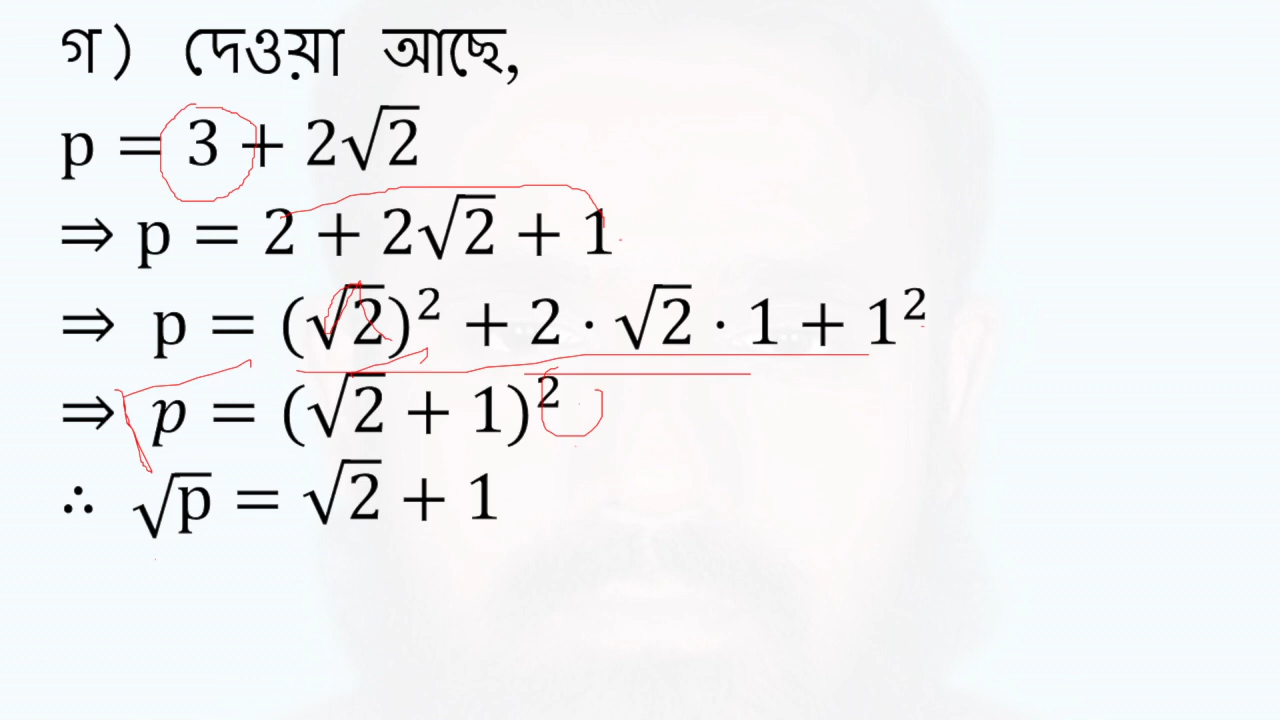 গ) দেওয়া আছে,
p = 3 + 2√2
⇒ p = 2 + 2√2 + 1
⇒ p = (√2)² + 2 · √2 · 1 + 1²
⇒ p = (√2 + 1)²
∴ √p = √2 + 1